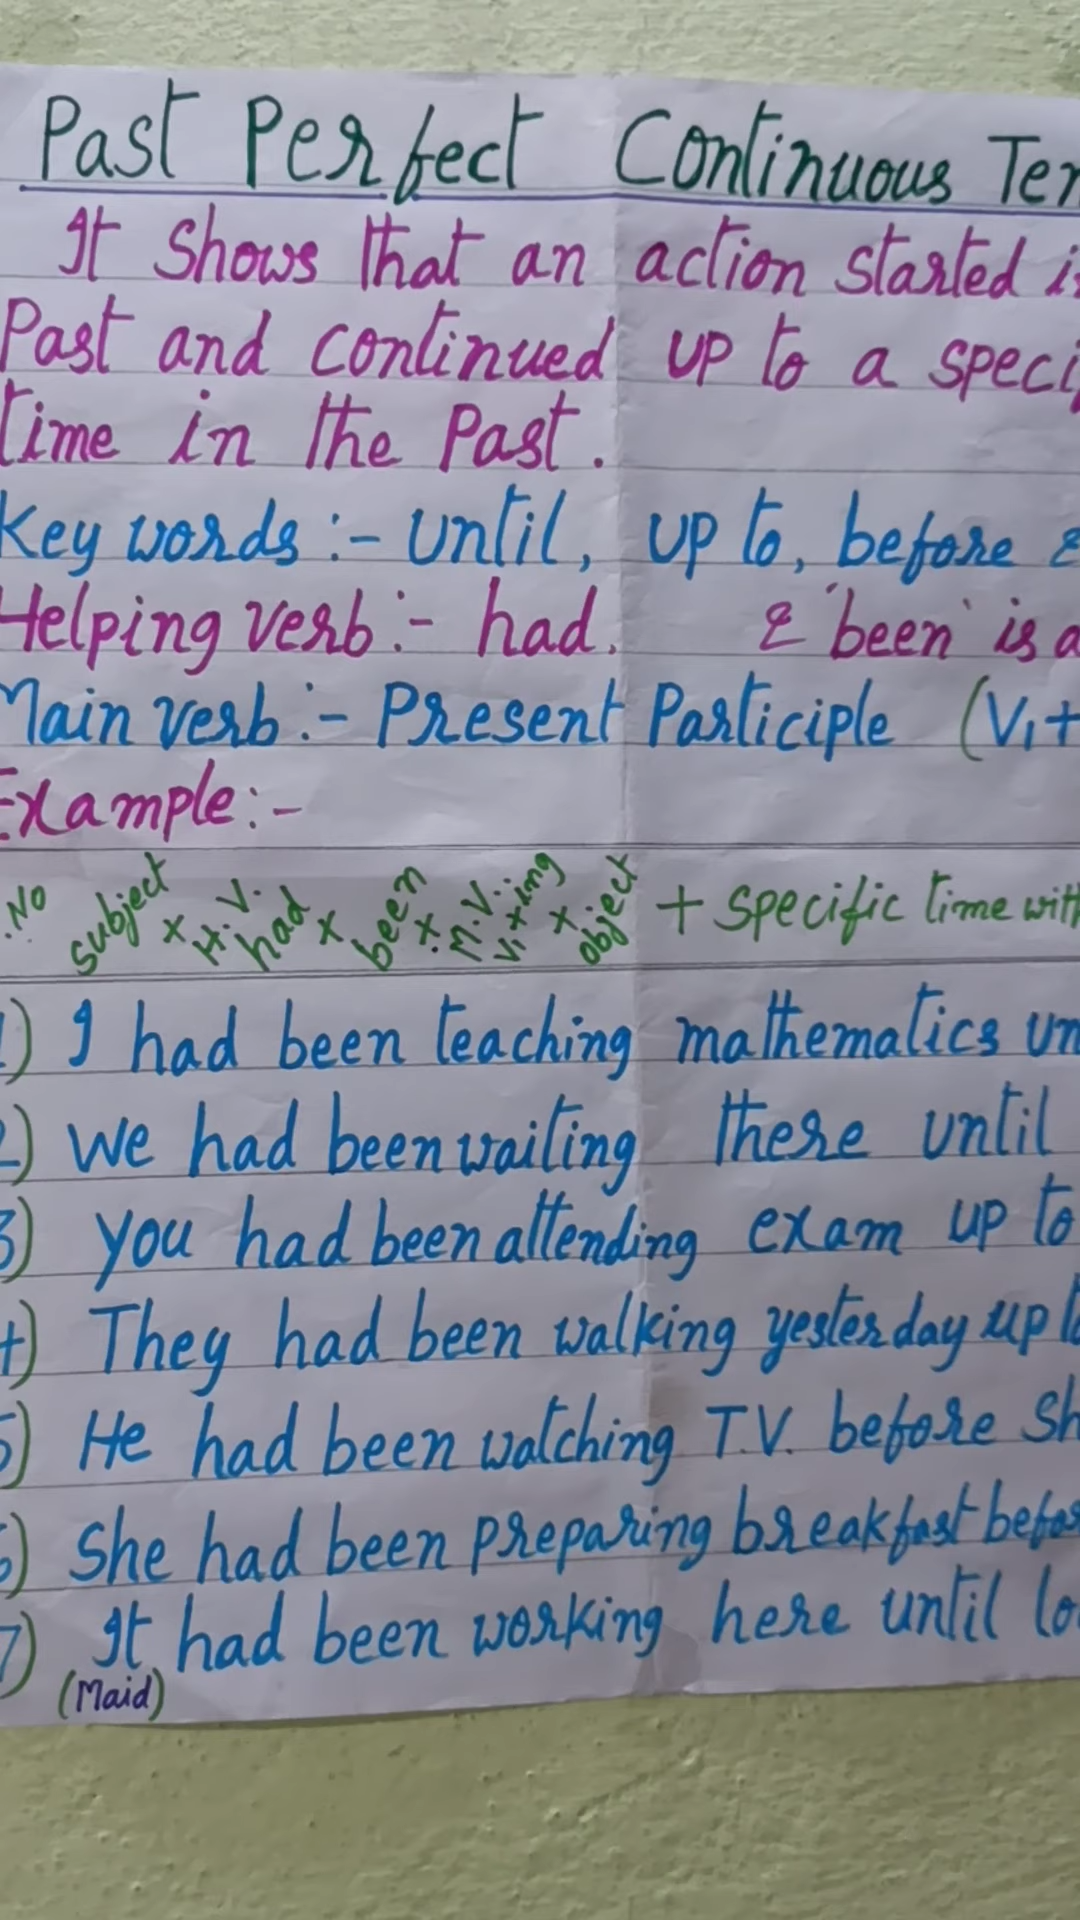 Past Perfect Continuous Ten
It shows that an action started i
Past and continued up to a speci
time in the Past.
Key words :- until, up to, before &
Helping verb :- had. & 'been' is a
Main verb :- Present Participle (V1+
Example :-
.No Subject x H.V. had x been x M.V. V1 + ing x object + specific time with
1) I had been teaching mathematics un
2) We had been waiting there until
3) you had been attending exam up to
4) They had been walking yesterday up to
5) He had been watching T.V. before sh
6) She had been preparing breakfast befor
7) It had been working here until lo
(Maid)